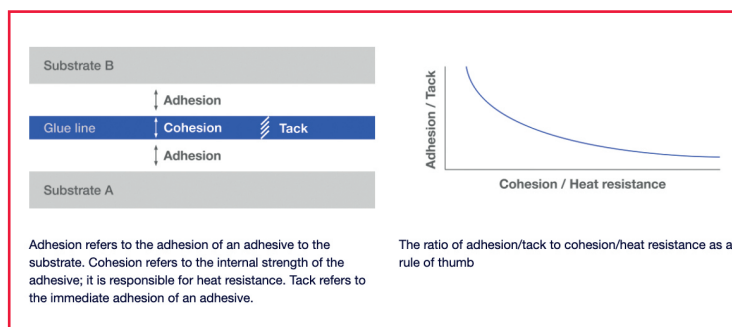 Substrate B
Adhesion
Glue line
Cohesion
Tack
Adhesion
Substrate A
Adhesion refers to the adhesion of an adhesive to the
substrate. Cohesion refers to the internal strength of the
adhesive; it is responsible for heat resistance. Tack refers to
the immediate adhesion of an adhesive.
Adhesion / Tack
Cohesion / Heat resistance
The ratio of adhesion/tack to cohesion/heat resistance as a
rule of thumb